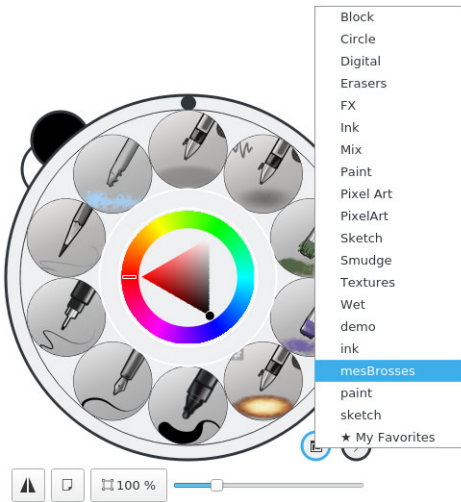 Block
Circle
Digital
Erasers
FX
Ink
Mix
Paint
Pixel Art
PixelArt
Sketch
Smudge
Textures
Wet
demo
ink
mesBrosses
paint
sketch
★ My Favorites
100 %